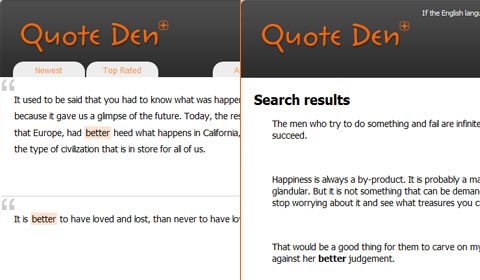 Quote Den
Newest
Top Rated
It used to be said that you had to know what was happen
because it gave us a glimpse of the future. Today, the res
that Europe, had better heed what happens in California,
the type of civilization that is in store for all of us.
It is better to have loved and lost, than never to have lov
If the English langu
Quote Den
Search results
The men who try to do something and fail are infinite
succeed.
Happiness is always a by-product. It is probably a ma
glandular. But it is not something that can be deman
stop worrying about it and see what treasures you c
That would be a good thing for them to carve on my
against her better judgement.